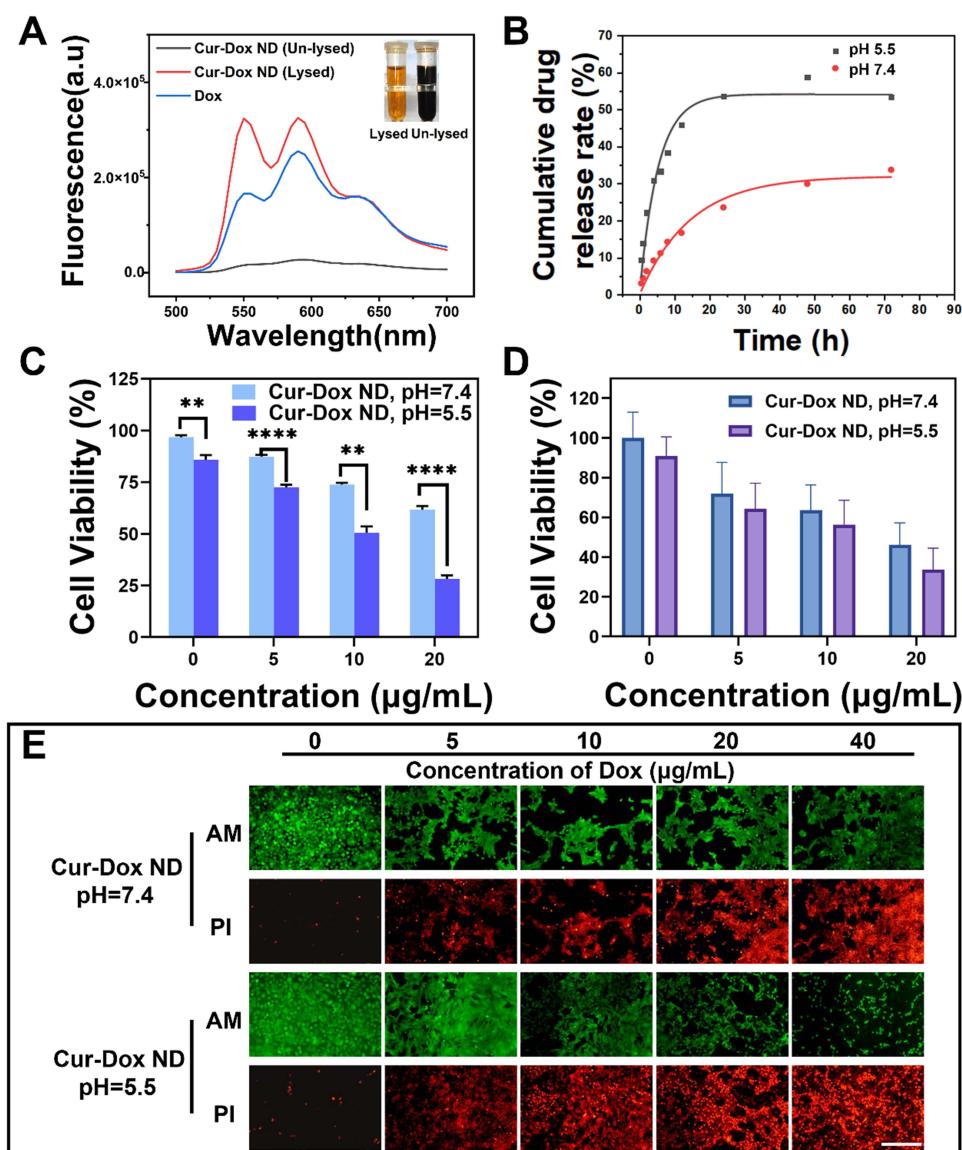 A
Fluorescence(a.u)
4.0×10⁵
2.0×10⁵
0.0
Cur-Dox ND (Un-lysed)
Cur-Dox ND (Lysed)
Dox
Lysed Un-lysed
500 550 600 650 700
Wavelength(nm)
B
Cumulative drug
release rate (%)
70
60
50
40
30
20
10
0
pH 5.5
pH 7.4
0 10 20 30 40 50 60 70 80 90
Time (h)
C
Cell Viability (%)
125
100
75
50
25
0
Cur-Dox ND, pH=7.4
Cur-Dox ND, pH=5.5
**
****
**
****
0 5 10 20
Concentration (μg/mL)
D
Cell Viability (%)
120
100
80
60
40
20
0
Cur-Dox ND, pH=7.4
Cur-Dox ND, pH=5.5
0 5 10 20
Concentration (μg/mL)
E
0 5 10 20 40
Concentration of Dox (μg/mL)
Cur-Dox ND
pH=7.4
AM
PI
Cur-Dox ND
pH=5.5
AM
PI